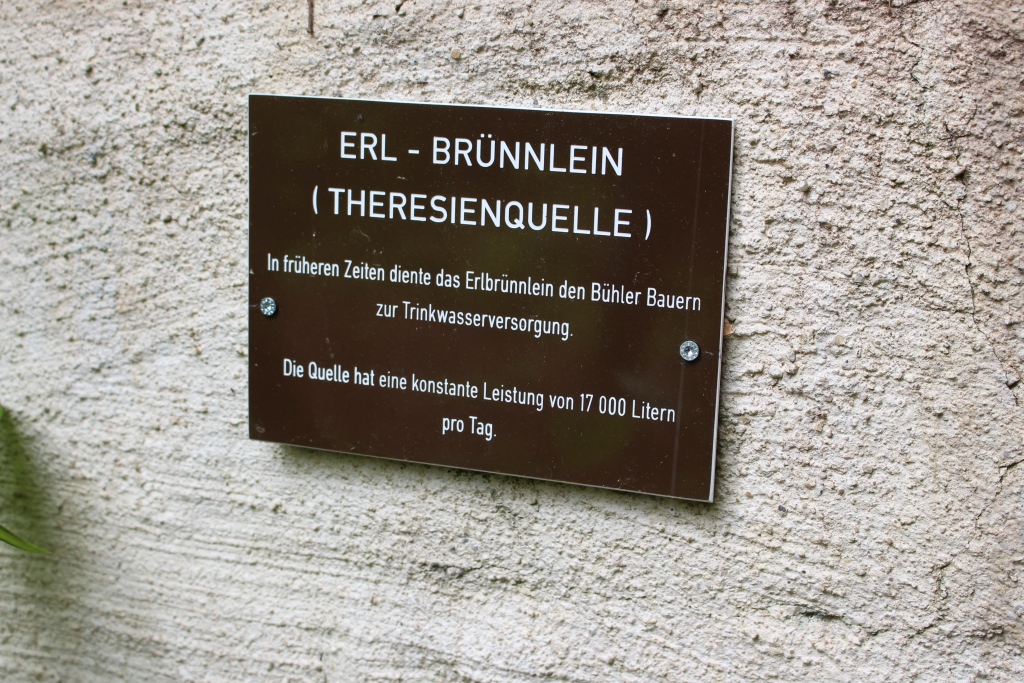 ERL - BRÜNNLEIN
( THERESIENQUELLE )
In früheren Zeiten diente das Erlbrünnlein den Bühler Bauern
zur Trinkwasserversorgung.
Die Quelle hat eine konstante Leistung von 17 000 Litern
pro Tag.